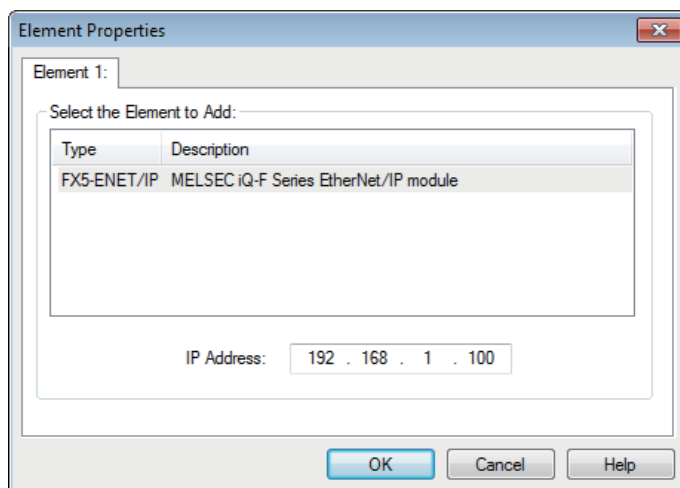 Element Properties
Element 1:
Select the Element to Add:
Type Description
FX5-ENET/IP MELSEC iQ-F Series EtherNet/IP module
IP Address: 192 . 168 . 1 . 100
OK Cancel Help